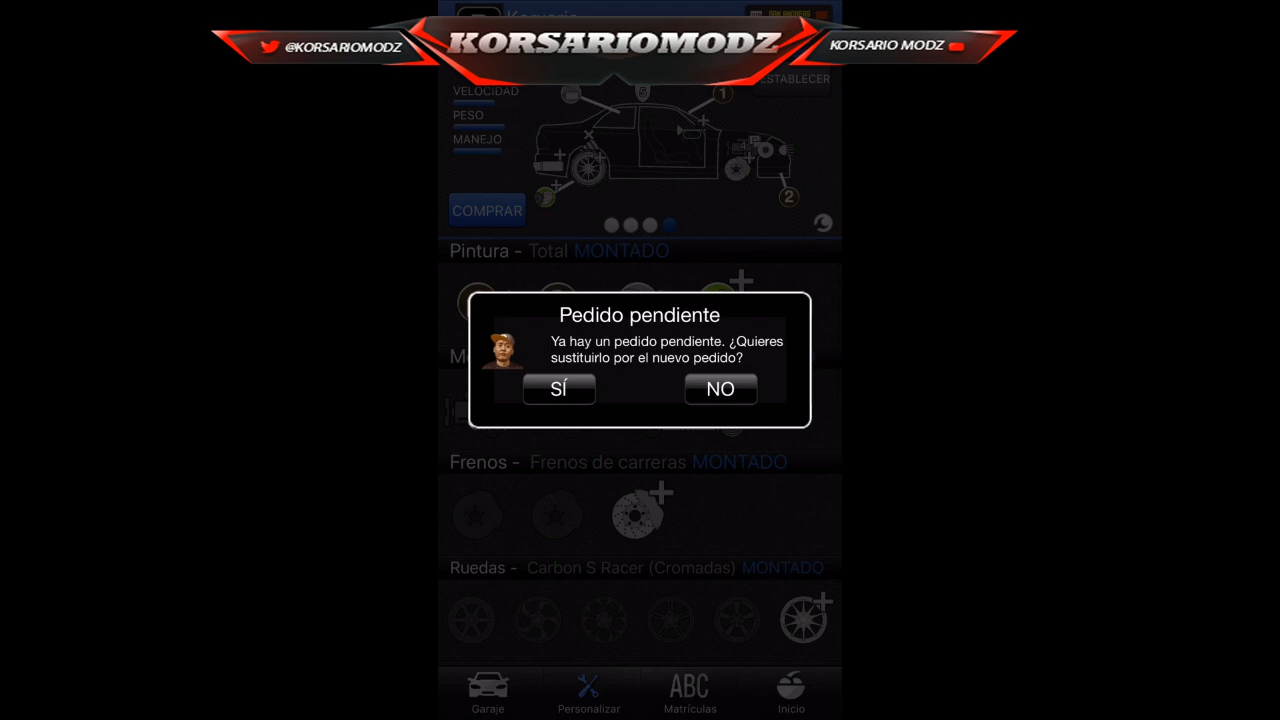 @KORSARIOMODZ
KORSARIOMODZ
KORSARIO MODZ
SAN ANDREAS
ESTABLECER
VELOCIDAD
PESO
MANEJO
1
2
COMPRAR
Pintura - Total MONTADO
Pedido pendiente
Ya hay un pedido pendiente. ¿Quieres
sustituirlo por el nuevo pedido?
SÍ
NO
Frenos - Frenos de carreras MONTADO
Ruedas - Carbon S Racer (Cromadas) MONTADO
ABC
Garaje
Personalizar
Matrículas
Inicio